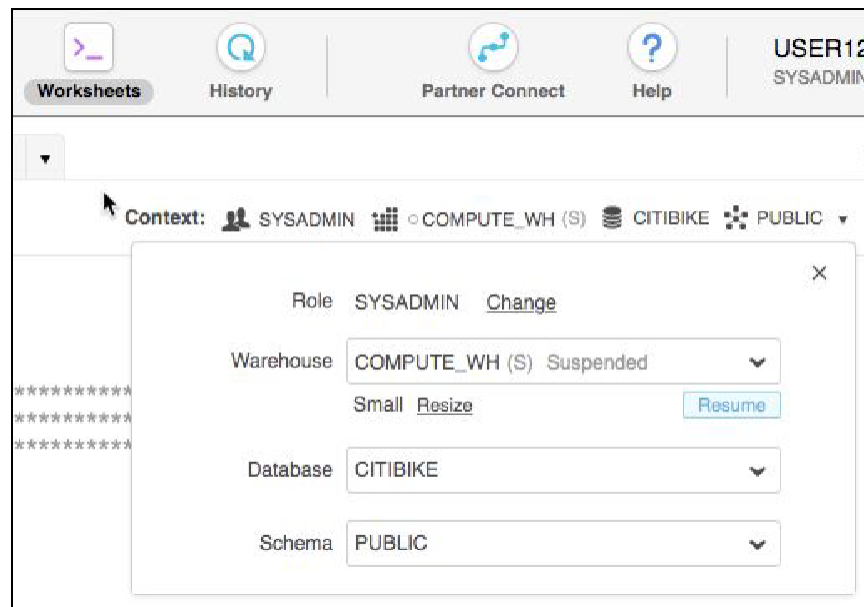 Worksheets History Partner Connect Help USER12
SYSADMIN
Context: SYSADMIN COMPUTE_WH (S) CITIBIKE PUBLIC
Role SYSADMIN Change
Warehouse COMPUTE_WH (S) Suspended
Small Resize Resume
***********
***********
***********
Database CITIBIKE
Schema PUBLIC